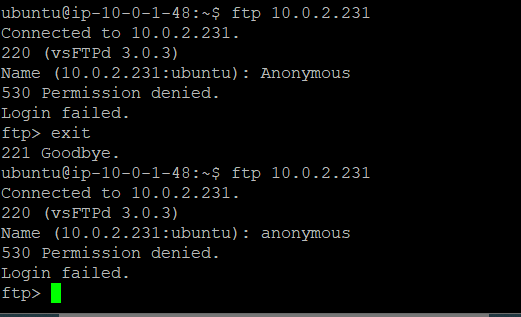 ubuntu@ip-10-0-1-48:~$ ftp 10.0.2.231
Connected to 10.0.2.231.
220 (vsFTPd 3.0.3)
Name (10.0.2.231:ubuntu): Anonymous
530 Permission denied.
Login failed.
ftp> exit
221 Goodbye.
ubuntu@ip-10-0-1-48:~$ ftp 10.0.2.231
Connected to 10.0.2.231.
220 (vsFTPd 3.0.3)
Name (10.0.2.231:ubuntu): anonymous
530 Permission denied.
Login failed.
ftp>